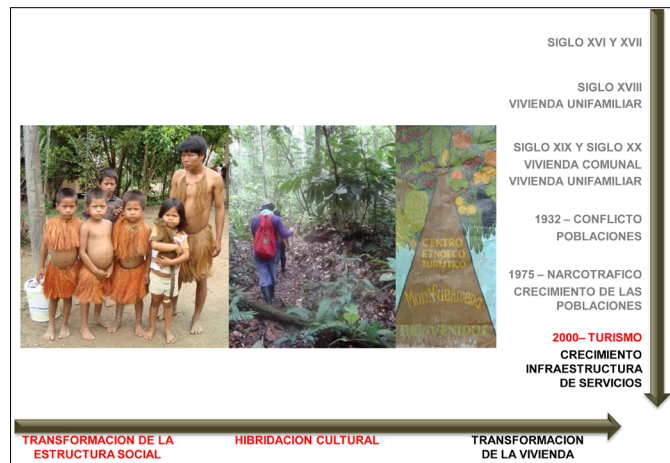 SIGLO XVI Y XVII
SIGLO XVIII
VIVIENDA UNIFAMILIAR
SIGLO XIX Y SIGLO XX
VIVIENDA COMUNAL
VIVIENDA UNIFAMILIAR
1932 – CONFLICTO
POBLACIONES
1975 – NARCOTRAFICO
CRECIMIENTO DE LAS
POBLACIONES
2000– TURISMO
CRECIMIENTO
INFRAESTRUCTURA
DE SERVICIOS
CENTRO
ETNOECO
TURISTICO
BIENVENIDOS
TRANSFORMACION DE LA
ESTRUCTURA SOCIAL
HIBRIDACION CULTURAL
TRANSFORMACION
DE LA VIVIENDA